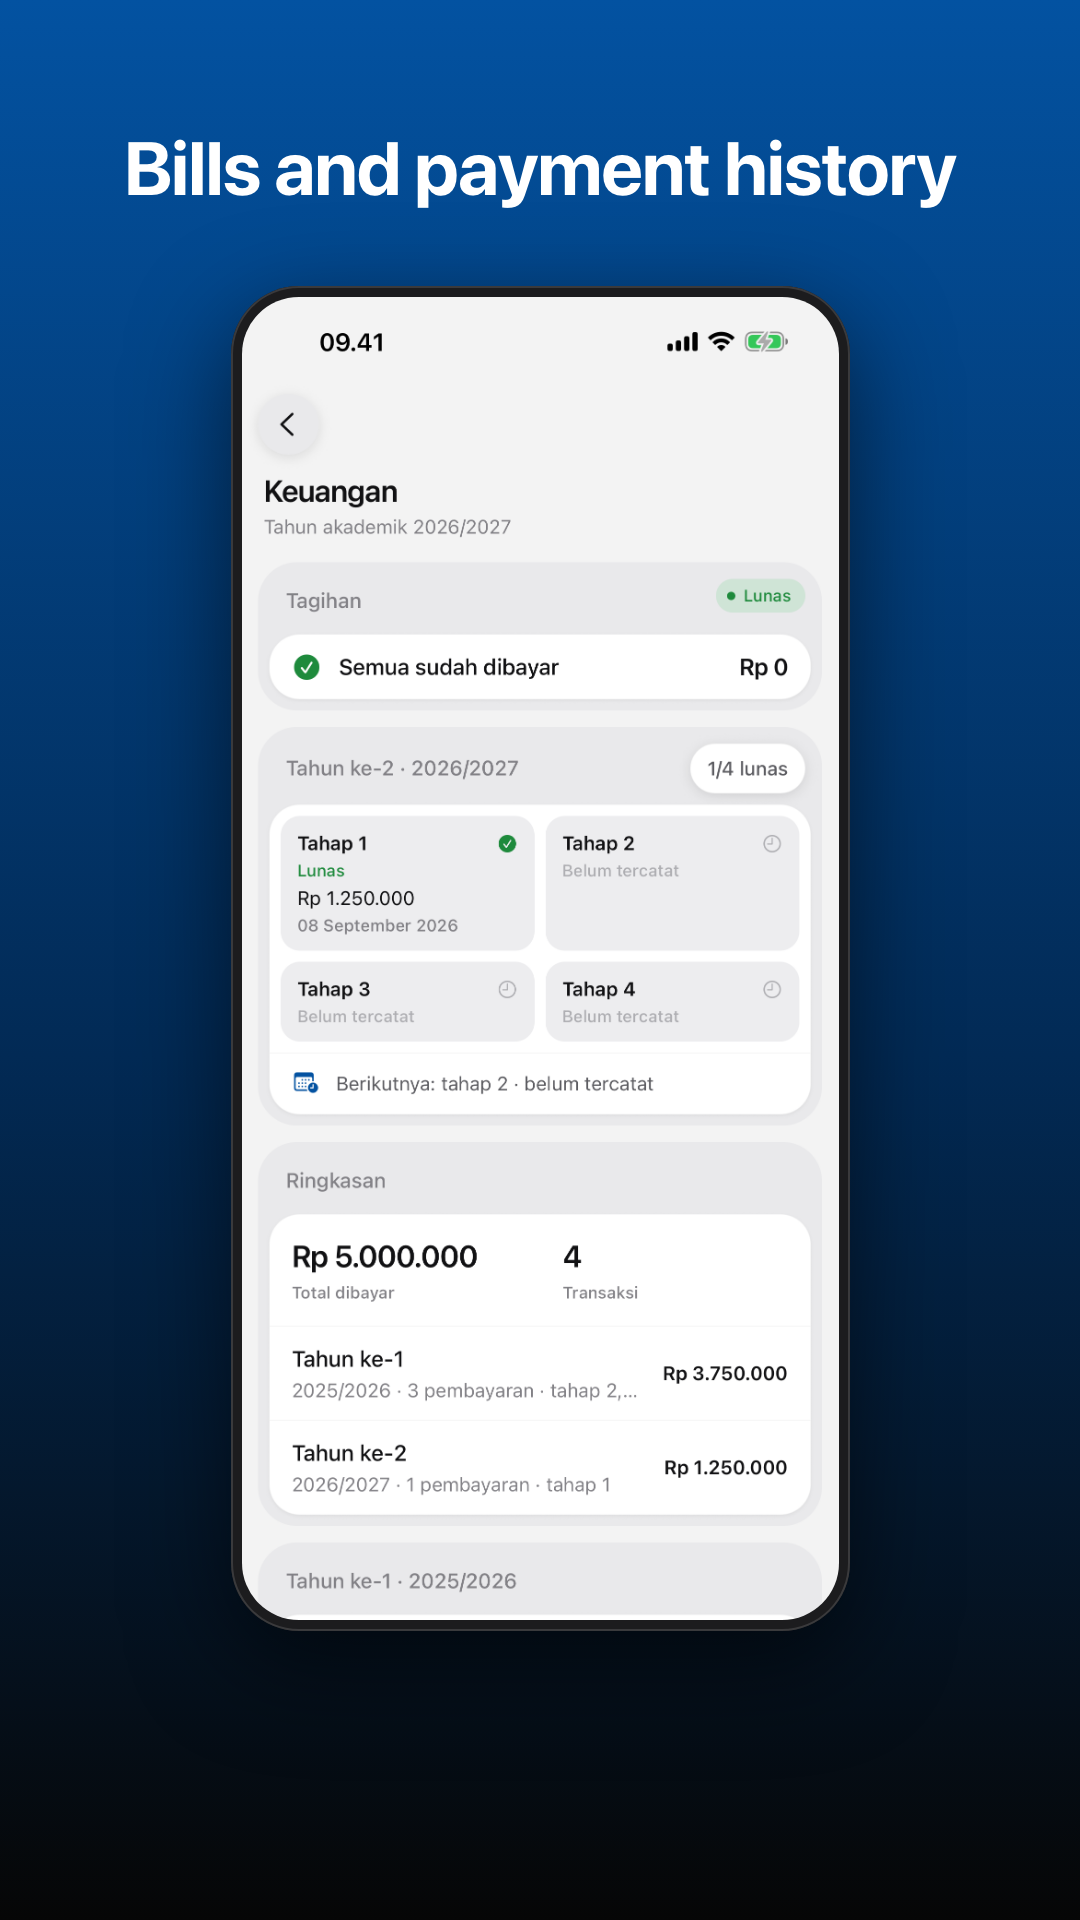 Bills and payment history
09.41
Keuangan
Tahun akademik 2026/2027
Tagihan
Lunas
Semua sudah dibayar
Rp 0
Tahun ke-2 · 2026/2027
1/4 lunas
Tahap 1
Lunas
Rp 1.250.000
08 September 2026
Tahap 2
Belum tercatat
Tahap 3
Belum tercatat
Tahap 4
Belum tercatat
Berikutnya: tahap 2 · belum tercatat
Ringkasan
Rp 5.000.000
Total dibayar
4
Transaksi
Tahun ke-1
2025/2026 · 3 pembayaran · tahap 2,...
Rp 3.750.000
Tahun ke-2
2026/2027 · 1 pembayaran · tahap 1
Rp 1.250.000
Tahun ke-1 · 2025/2026